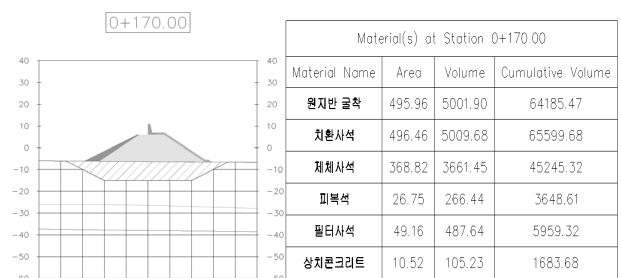 0+170.00
Material(s) at Station 0+170.00
Material Name Area Volume Cumulative Volume
원지반 굴착 495.96 5001.90 64185.47
치환사석 496.46 5009.68 65599.68
제체사석 368.82 3661.45 45245.32
피복석 26.75 266.44 3648.61
필터사석 49.16 487.64 5959.32
상치콘크리트 10.52 105.23 1683.68
40 40
30 30
20 20
10 10
0 0
-10 -10
-20 -20
-30 -30
-40 -40
-50 -50